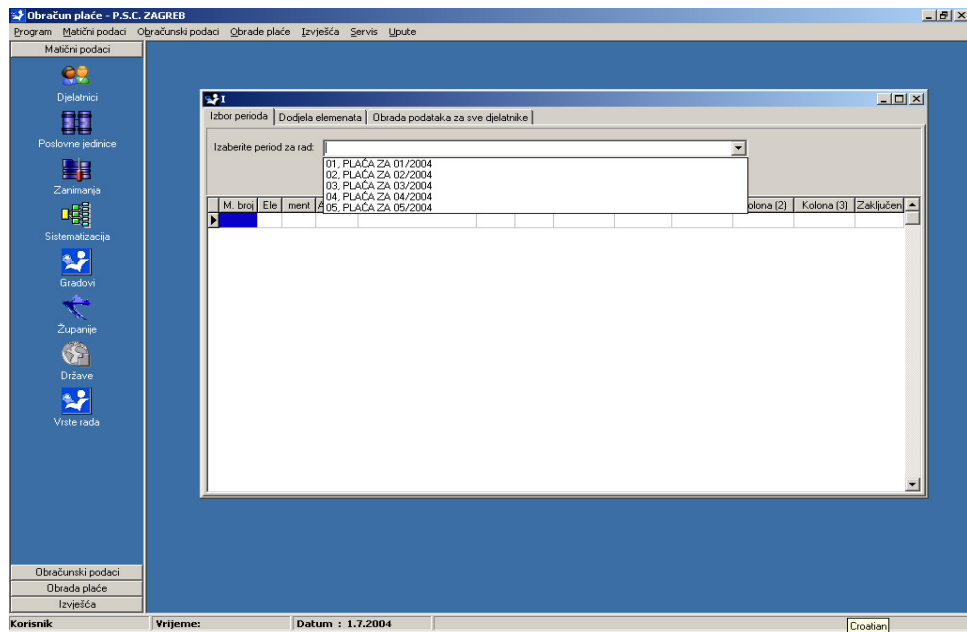 Obračun plaće - P.S.C. ZAGREB
Program Matični podaci Obračunski podaci Obrade plaće Izvješća Servis Upute
Matični podaci
Djelatnici
Poslovne jedinice
Zanimanja
Sistematizacija
Gradovi
Županije
Države
Vrste rada
Obračunski podaci
Obrada plaće
Izvješća
I
Izbor perioda Dodjela elemenata Obrada podataka za sve djelatnike
Izaberite period za rad:
01, PLAĆA ZA 01/2004
02, PLAĆA ZA 02/2004
03, PLAĆA ZA 03/2004
04, PLAĆA ZA 04/2004
05, PLAĆA ZA 05/2004
M. broj Ele ment A olona (2) Kolona (3) Zaključen
Korisnik Vrijeme: Datum : 1.7.2004
Croatian